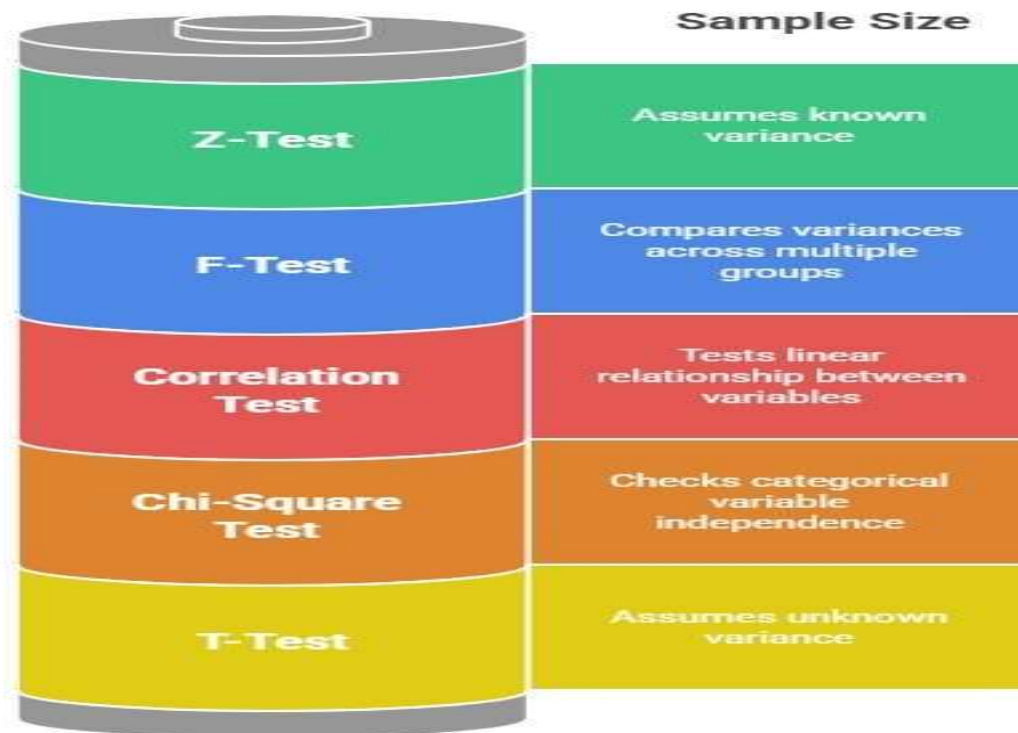 Sample Size
Z-Test
Assumes known
variance
F-Test
Compares variances
across multiple
groups
Correlation
Test
Tests linear
relationship between
variables
Chi-Square
Test
Checks categorical
variable
independence
T-Test
Assumes unknown
variance